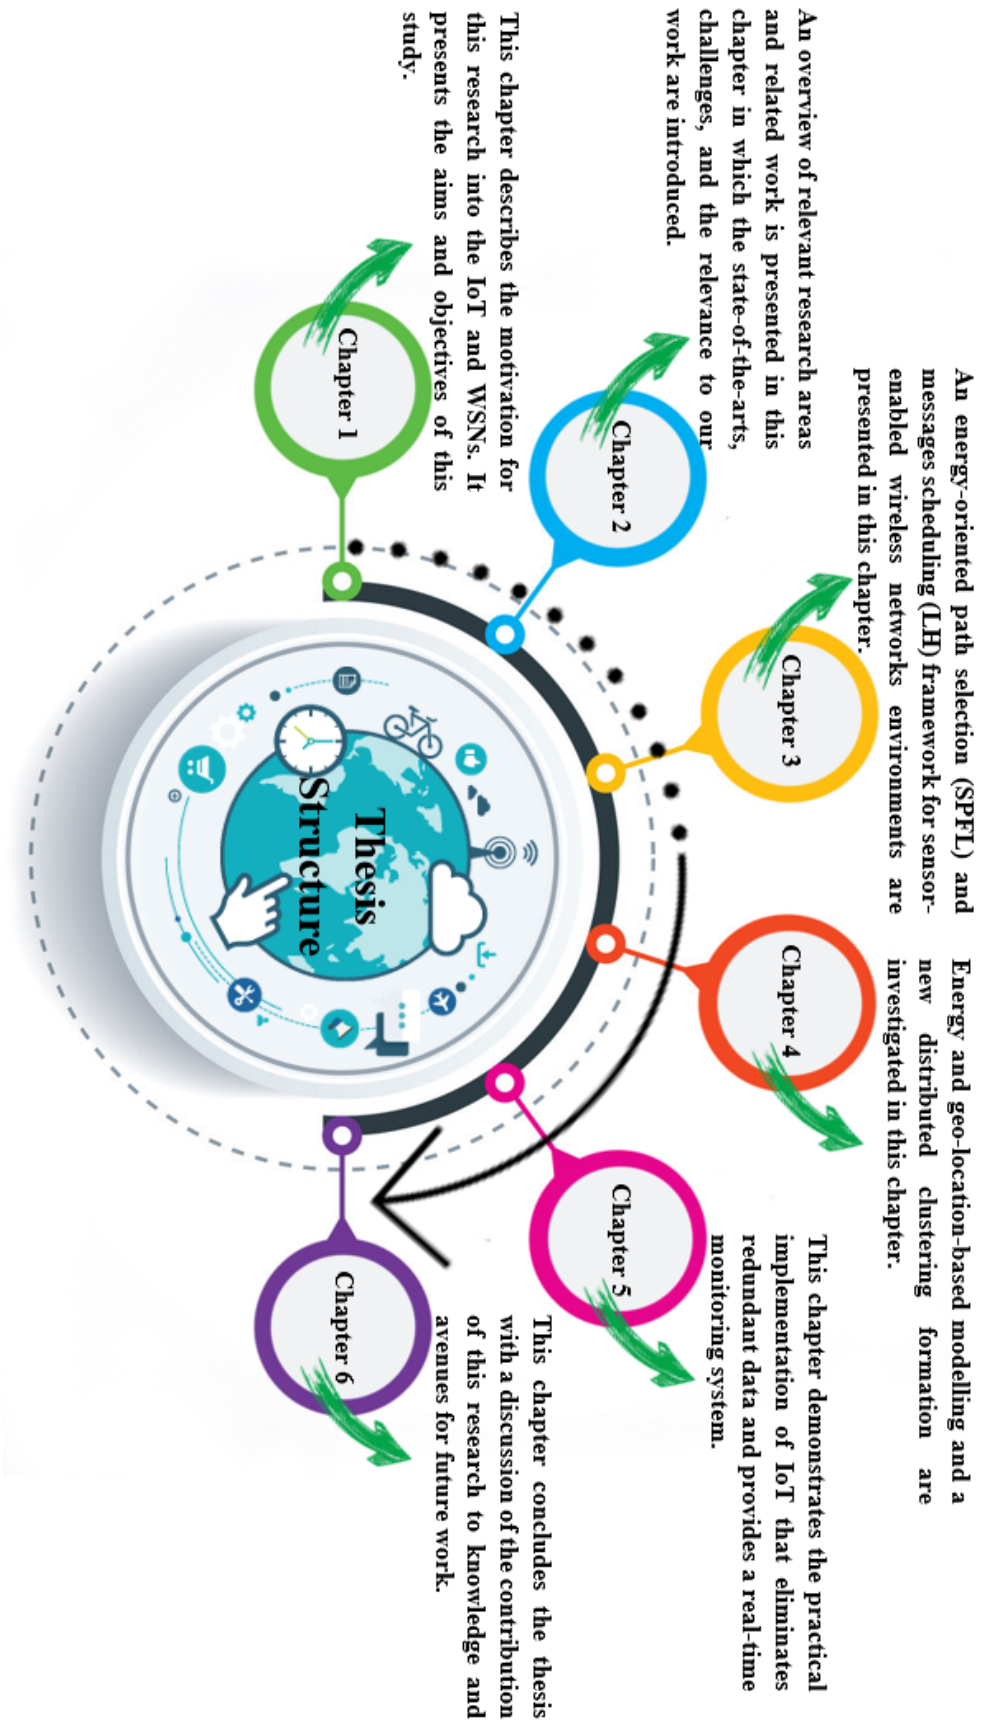 This chapter describes the motivation for
this research into the IoT and WSNs. It
presents the aims and objectives of this
study.
Chapter 1
An overview of relevant research areas
and related work is presented in this
chapter in which the state-of-the-arts,
challenges, and the relevance to our
work are introduced.
Chapter 2
An energy-oriented path selection (SPFL) and
messages scheduling (LH) framework for sensor-
enabled wireless networks environments are
presented in this chapter.
Chapter 3
Energy and geo-location-based modelling and a
new distributed clustering formation are
investigated in this chapter.
Chapter 4
This chapter demonstrates the practical
implementation of IoT that eliminates
redundant data and provides a real-time
monitoring system.
Chapter 5
This chapter concludes the thesis
with a discussion of the contribution
of this research to knowledge and
avenues for future work.
Chapter 6
Thesis
Structure